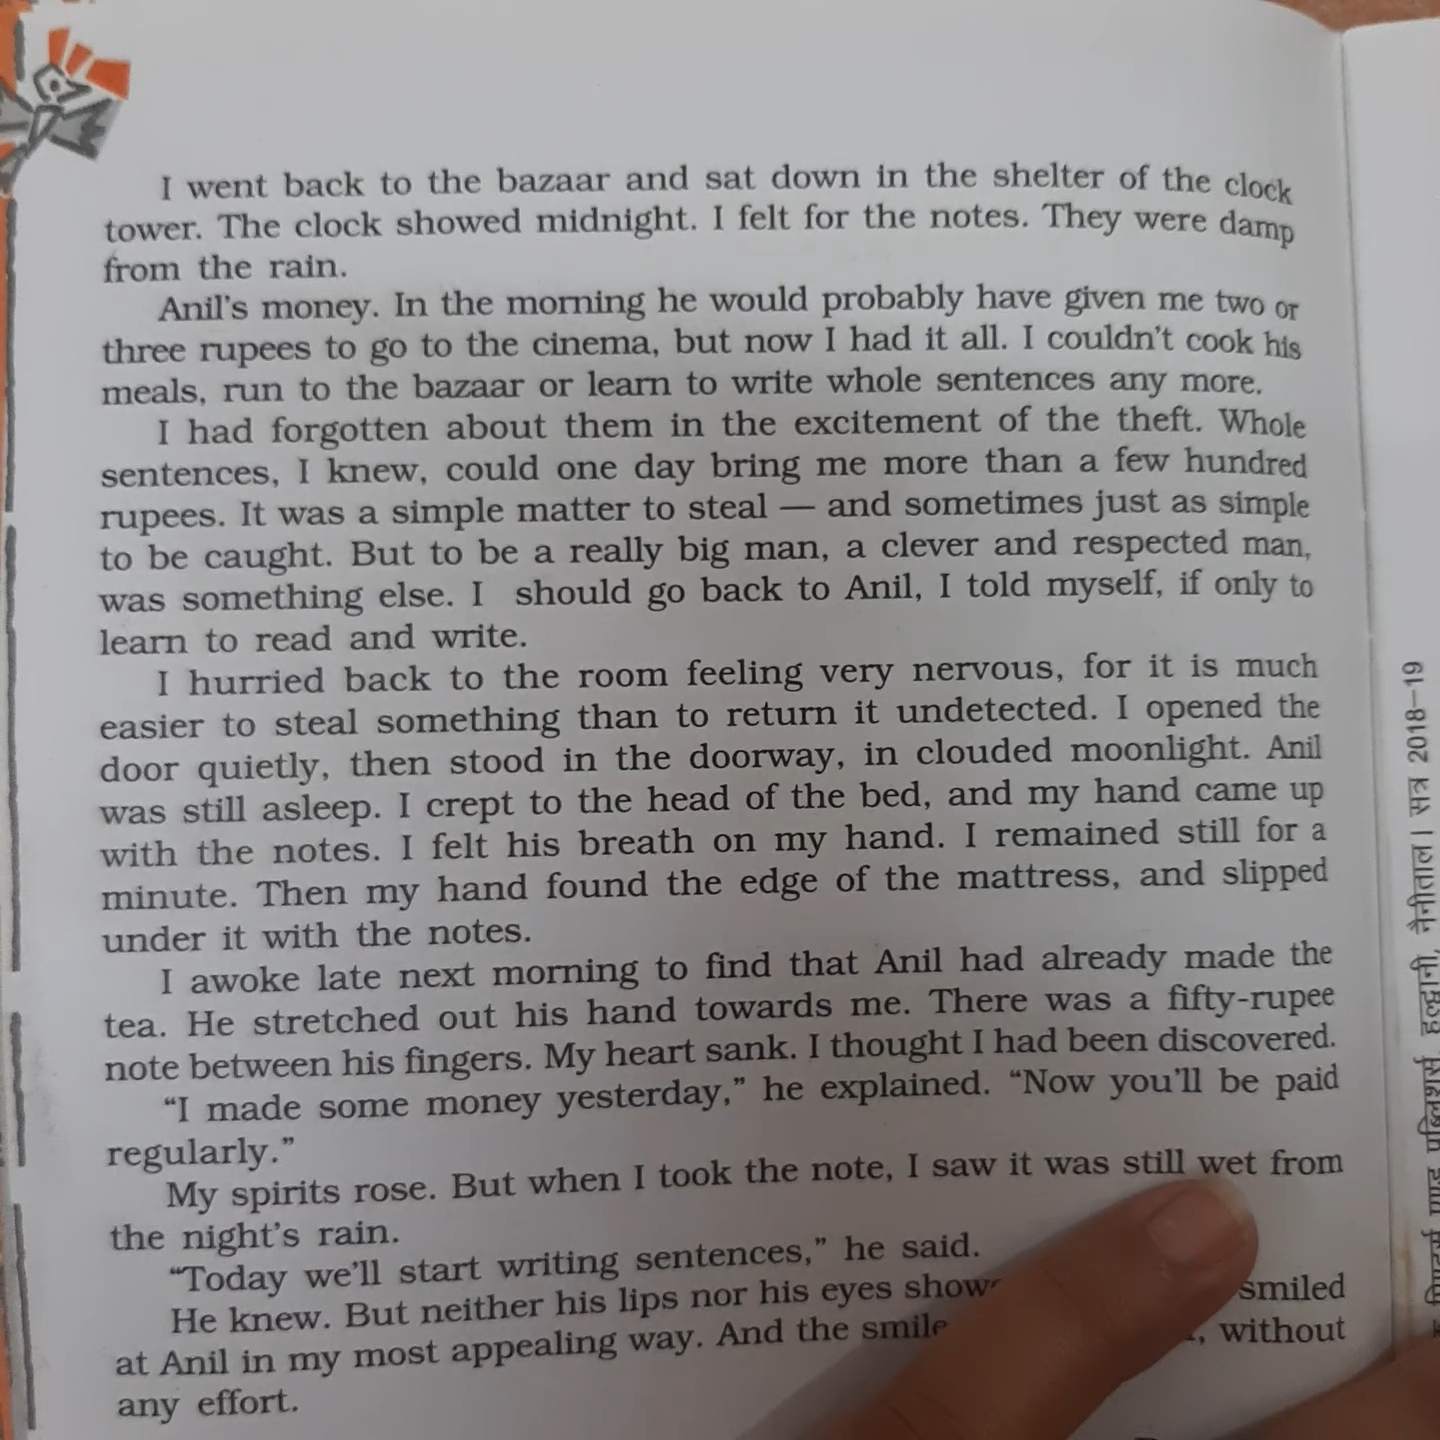 I went back to the bazaar and sat down in the shelter of the clock
tower. The clock showed midnight. I felt for the notes. They were damp
from the rain.
Anil's money. In the morning he would probably have given me two or
three rupees to go to the cinema, but now I had it all. I couldn't cook his
meals, run to the bazaar or learn to write whole sentences any more.
I had forgotten about them in the excitement of the theft. Whole
sentences, I knew, could one day bring me more than a few hundred
rupees. It was a simple matter to steal — and sometimes just as simple
to be caught. But to be a really big man, a clever and respected man,
was something else. I should go back to Anil, I told myself, if only to
learn to read and write.
I hurried back to the room feeling very nervous, for it is much
easier to steal something than to return it undetected. I opened the
door quietly, then stood in the doorway, in clouded moonlight. Anil
was still asleep. I crept to the head of the bed, and my hand came up
with the notes. I felt his breath on my hand. I remained still for a
minute. Then my hand found the edge of the mattress, and slipped
under it with the notes.
I awoke late next morning to find that Anil had already made the
tea. He stretched out his hand towards me. There was a fifty-rupee
note between his fingers. My heart sank. I thought I had been discovered.
“I made some money yesterday,” he explained. “Now you'll be paid
regularly.”
My spirits rose. But when I took the note, I saw it was still wet from
the night's rain.
“Today we'll start writing sentences,” he said.
He knew. But neither his lips nor his eyes smiled
at Anil in my most appealing way. And the smile , without
any effort.
पब्लिशर्स, हल्द्वानी, नैनीताल। सत्र 2018–19